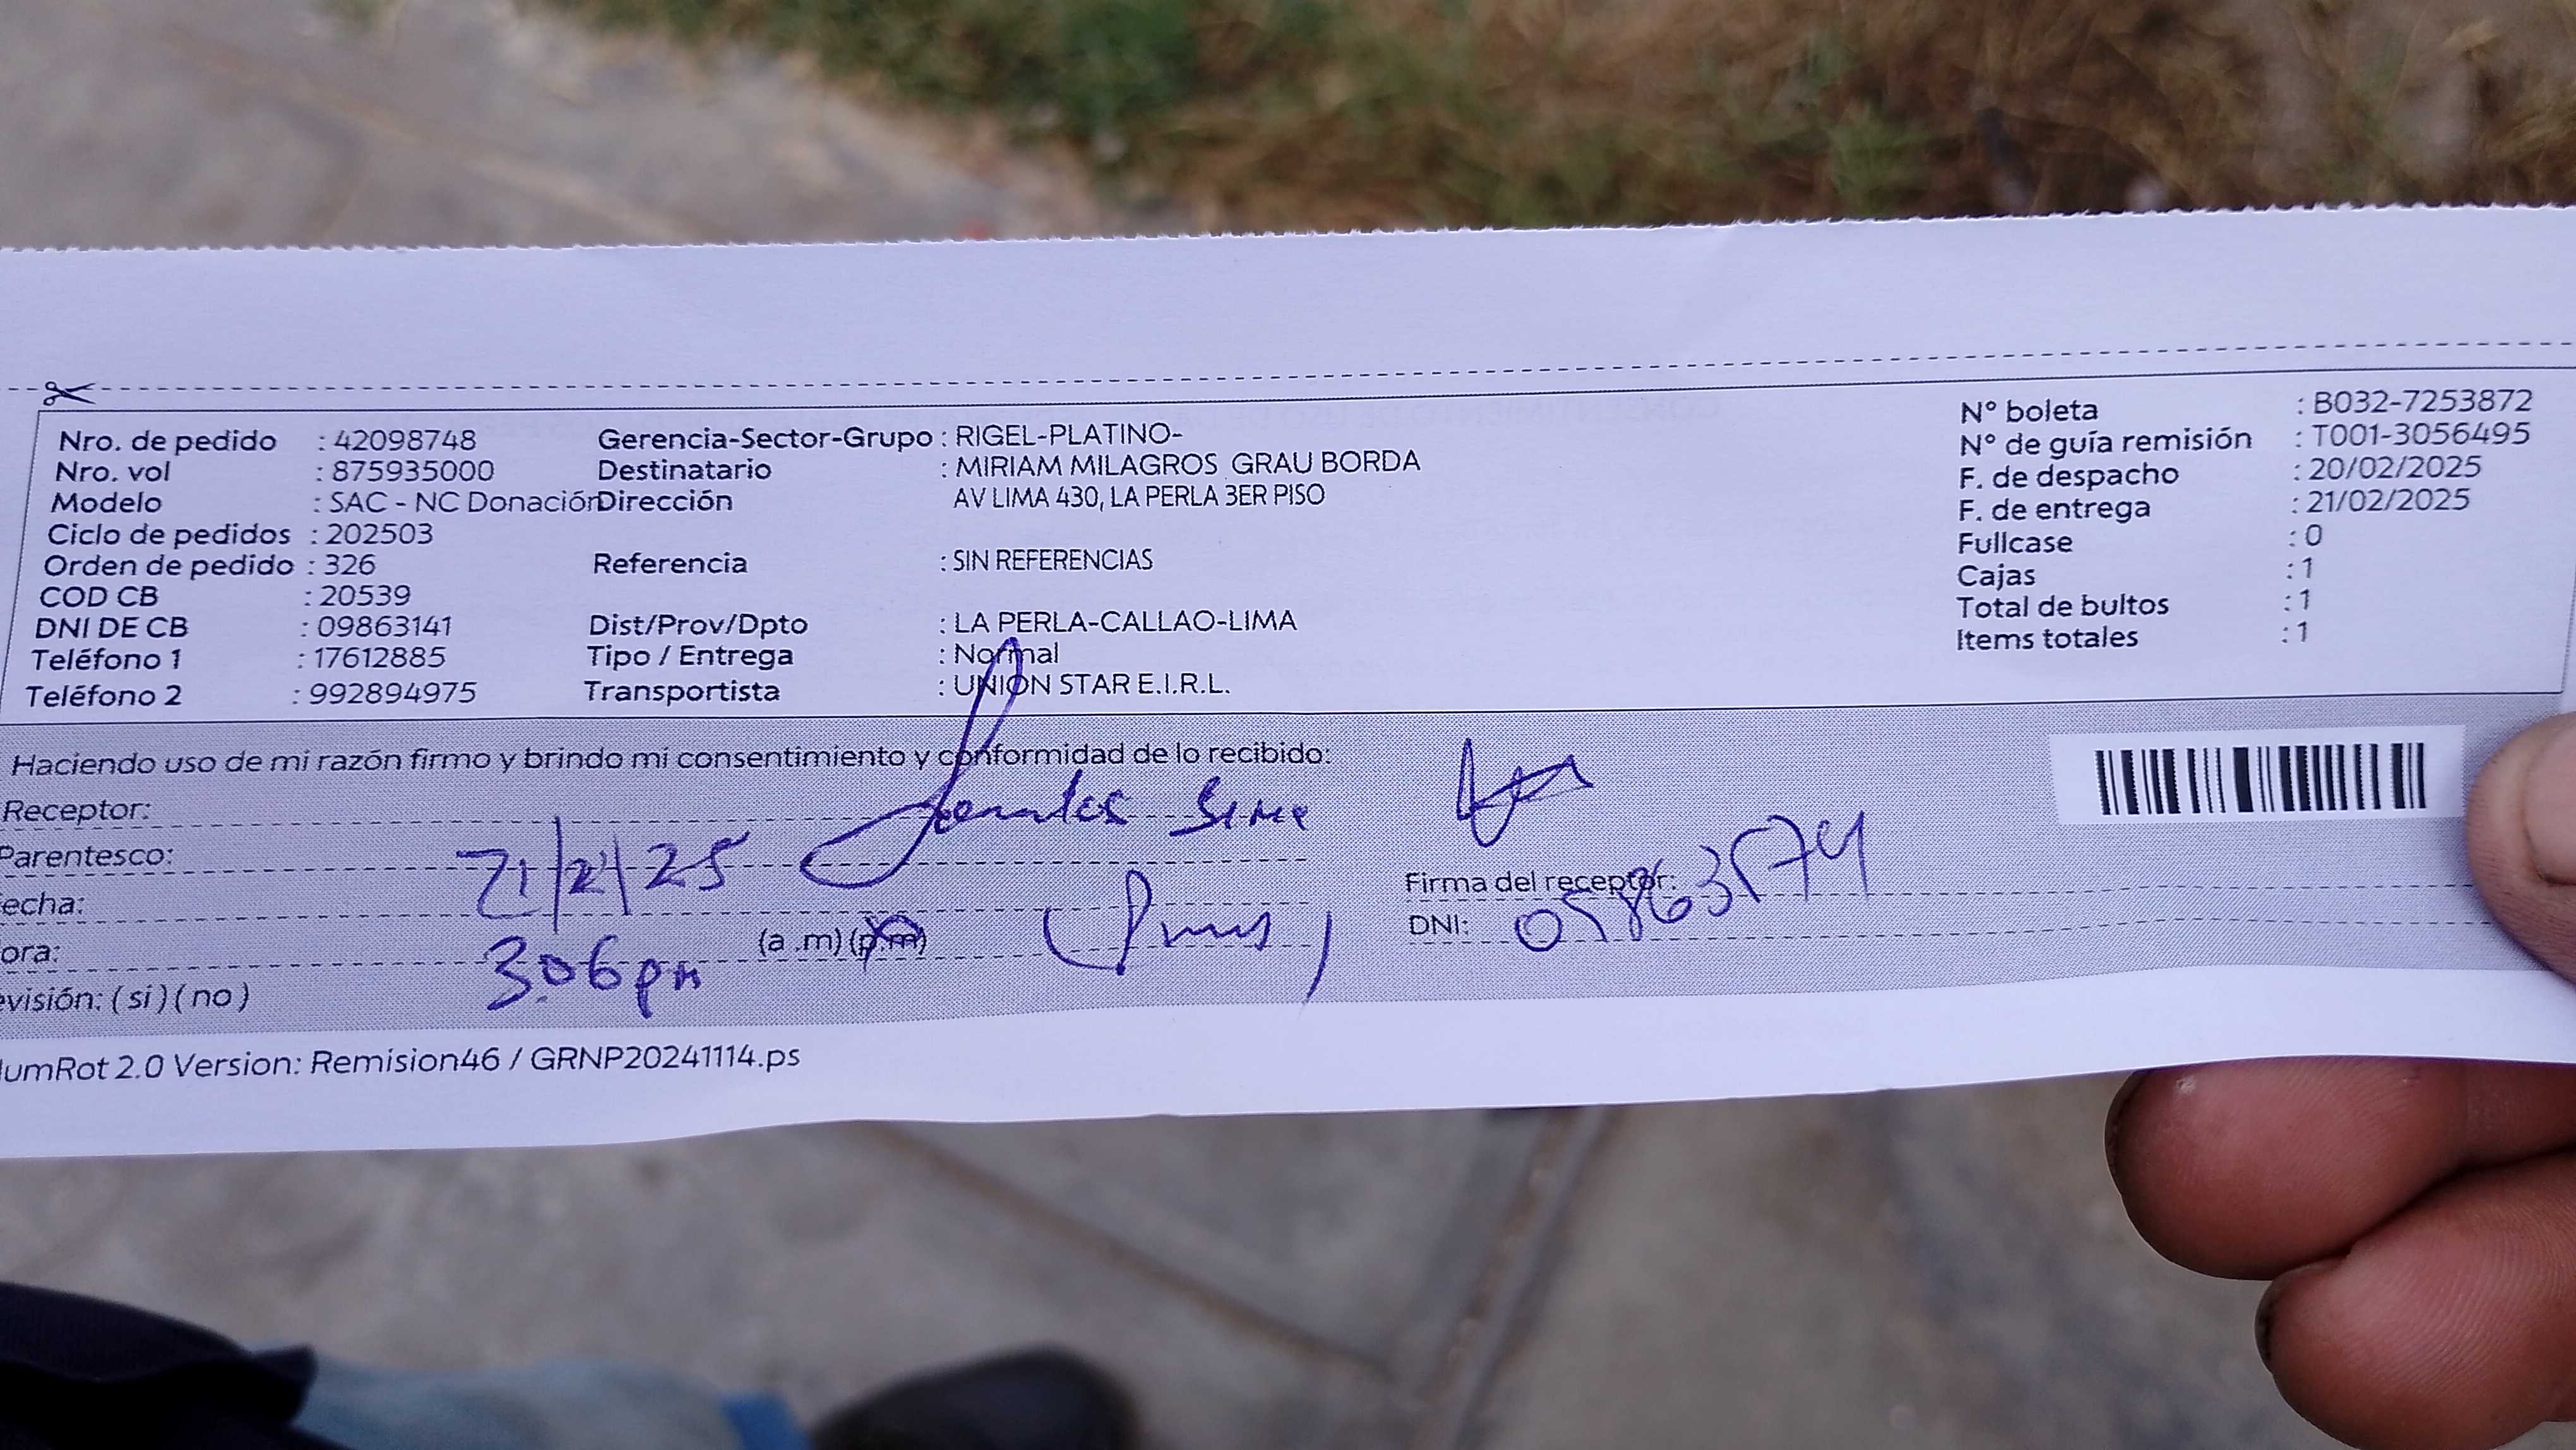 Nro. de pedido : 42098748 Gerencia-Sector-Grupo : RIGEL-PLATINO- N° boleta : B032-7253872
Nro. vol : 875935000 Destinatario : MIRIAM MILAGROS GRAU BORDA N° de guía remisión : T001-3056495
Modelo : SAC - NC Donación Dirección AV LIMA 430, LA PERLA 3ER PISO F. de despacho : 20/02/2025
Ciclo de pedidos : 202503 F. de entrega : 21/02/2025
Orden de pedido : 326 Referencia : SIN REFERENCIAS Fullcase : 0
COD CB : 20539 Cajas : 1
DNI DE CB : 09863141 Dist/Prov/Dpto : LA PERLA-CALLAO-LIMA Total de bultos : 1
Teléfono 1 : 17612885 Tipo / Entrega : Normal Items totales : 1
Teléfono 2 : 992894975 Transportista : UNION STAR E.I.R.L.
Haciendo uso de mi razón firmo y brindo mi consentimiento y conformidad de lo recibido:
Receptor:
Parentesco: 21/2/25 Firma del receptor:
echa: DNI:
ora: 3.06 pm (a .m) (p.m)
evisión: ( si ) ( no )
umRot 2.0 Version: Remision46 / GRNP20241114.ps